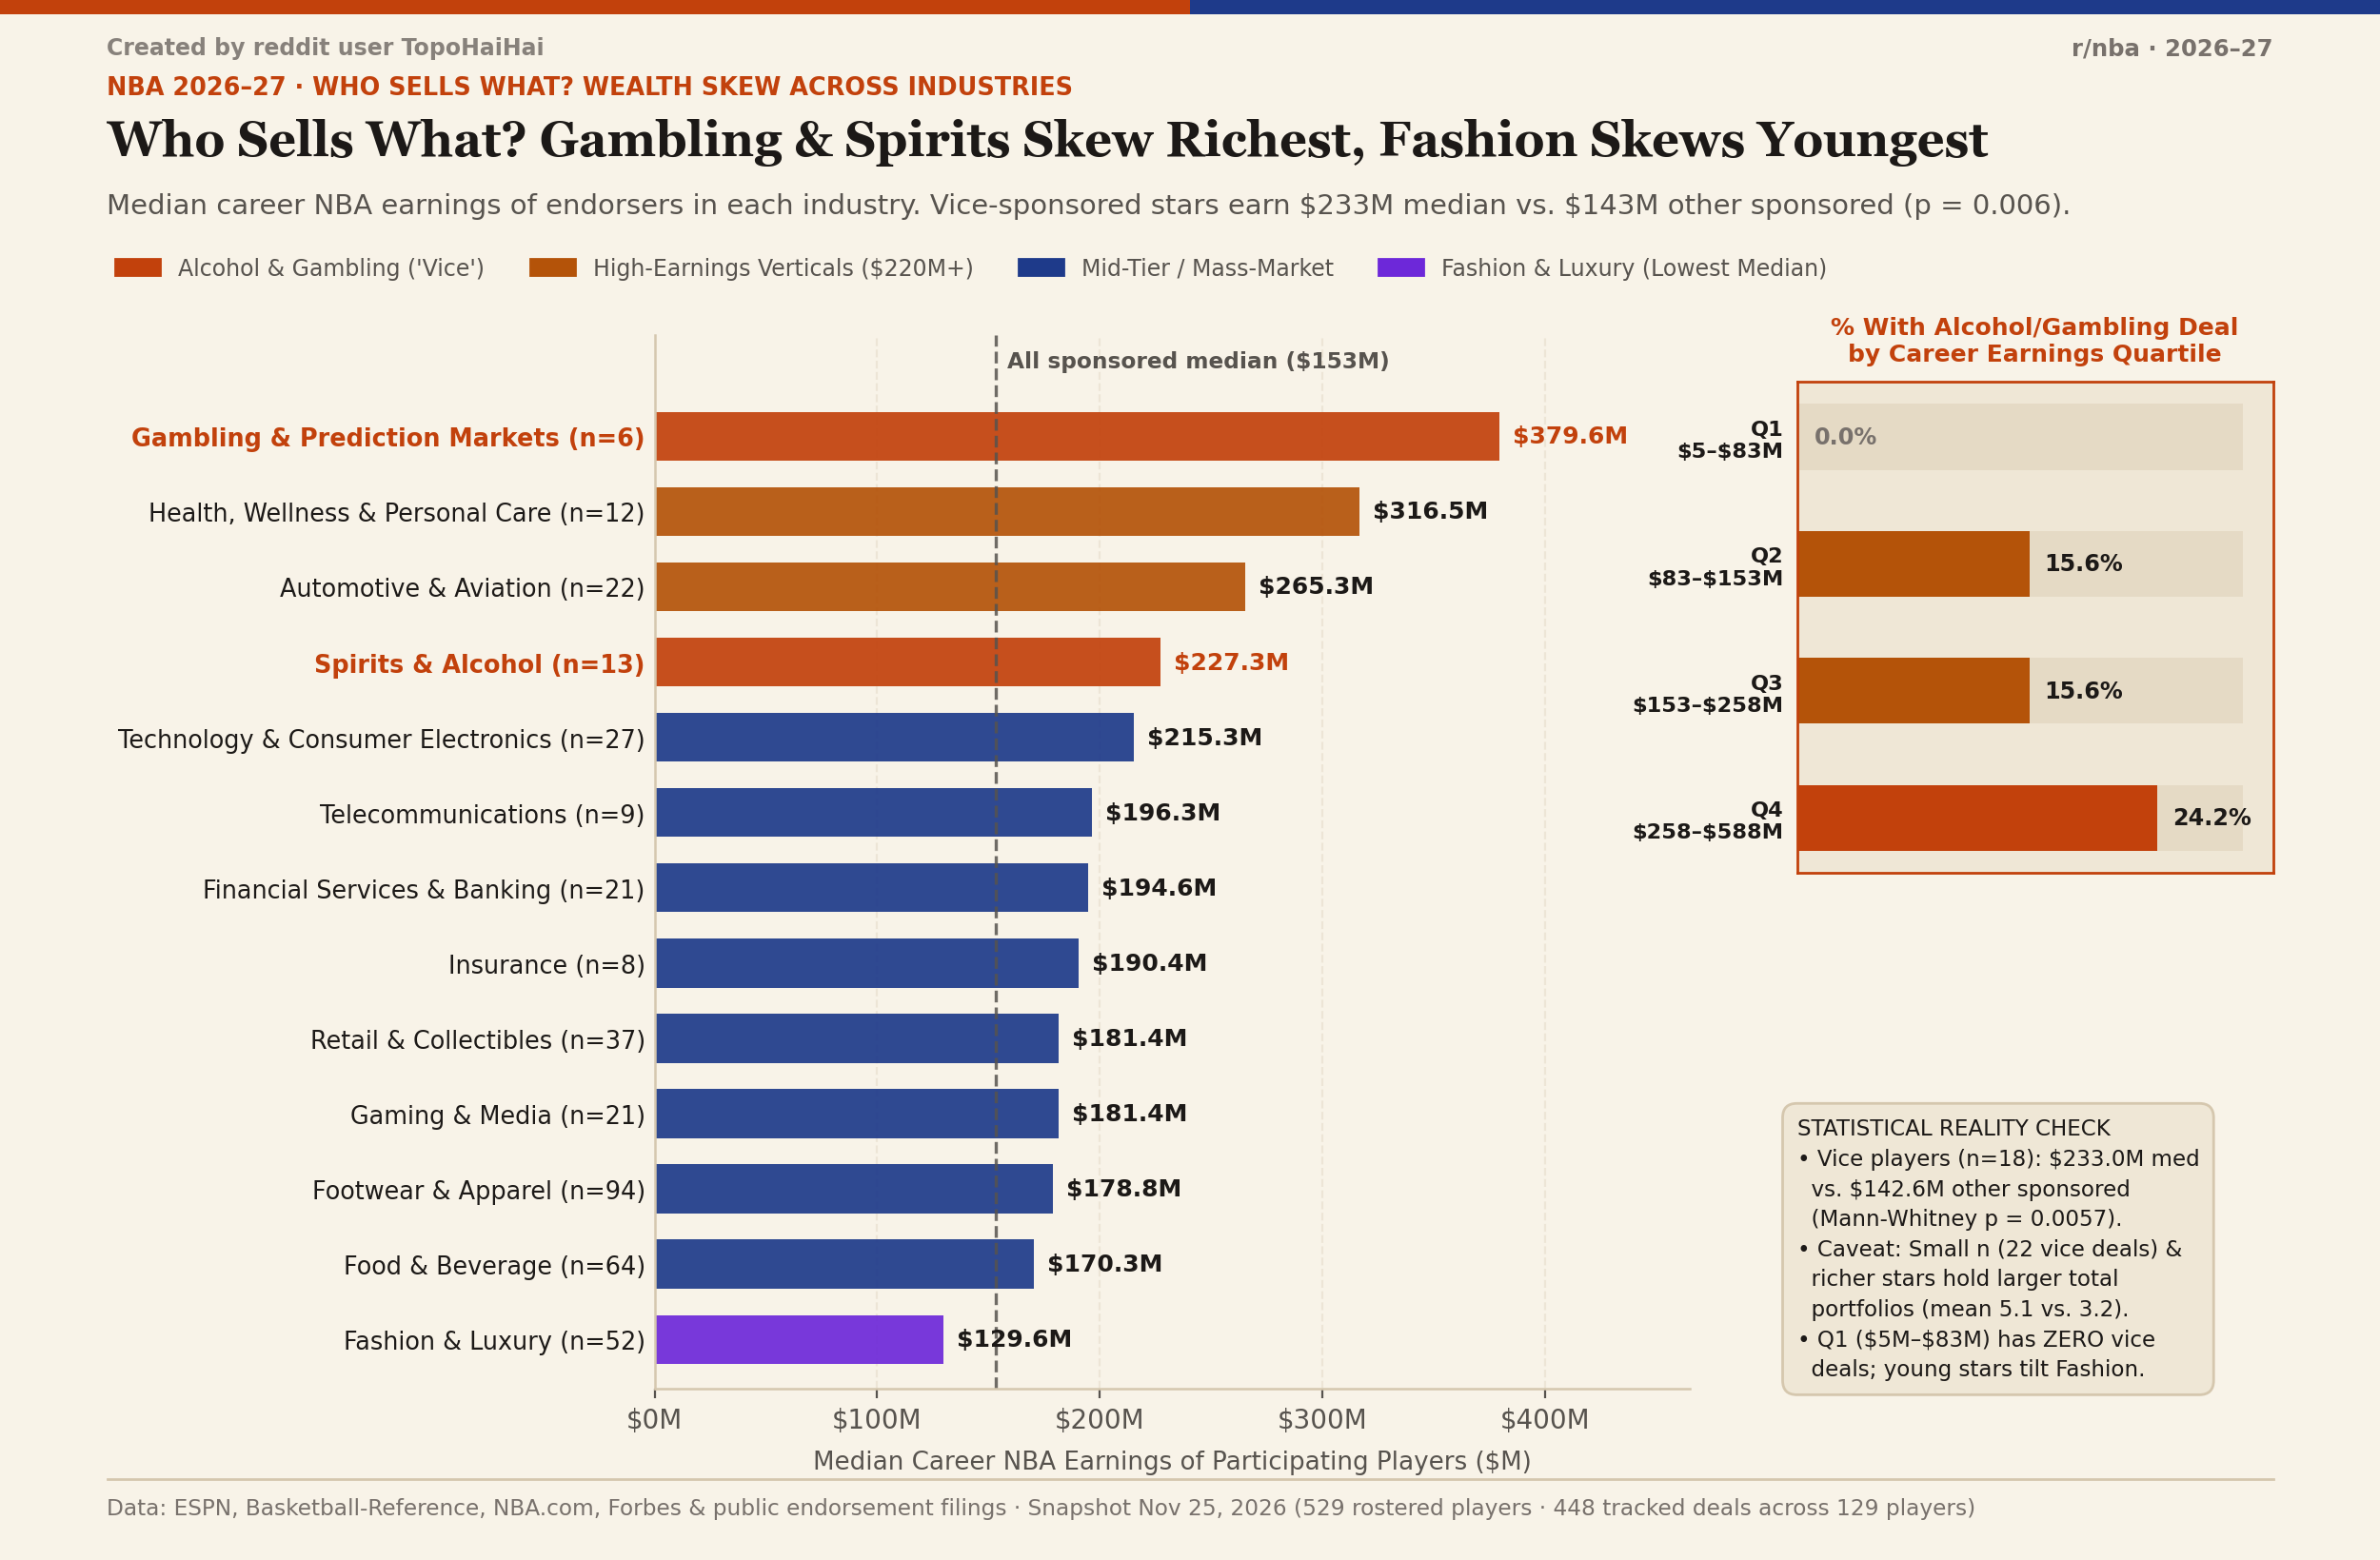 Created by reddit user TopoHaiHai
r/nba · 2026–27
NBA 2026–27 · WHO SELLS WHAT? WEALTH SKEW ACROSS INDUSTRIES
Who Sells What? Gambling & Spirits Skew Richest, Fashion Skews Youngest
Median career NBA earnings of endorsers in each industry. Vice-sponsored stars earn $233M median vs. $143M other sponsored (p = 0.006).
Alcohol & Gambling ('Vice')
High-Earnings Verticals ($220M+)
Mid-Tier / Mass-Market
Fashion & Luxury (Lowest Median)
All sponsored median ($153M)
Gambling & Prediction Markets (n=6)
$379.6M
Health, Wellness & Personal Care (n=12)
$316.5M
Automotive & Aviation (n=22)
$265.3M
Spirits & Alcohol (n=13)
$227.3M
Technology & Consumer Electronics (n=27)
$215.3M
Telecommunications (n=9)
$196.3M
Financial Services & Banking (n=21)
$194.6M
Insurance (n=8)
$190.4M
Retail & Collectibles (n=37)
$181.4M
Gaming & Media (n=21)
$181.4M
Footwear & Apparel (n=94)
$178.8M
Food & Beverage (n=64)
$170.3M
Fashion & Luxury (n=52)
$129.6M
$0M
$100M
$200M
$300M
$400M
Median Career NBA Earnings of Participating Players ($M)
% With Alcohol/Gambling Deal
by Career Earnings Quartile
Q1
$5–$83M
0.0%
Q2
$83–$153M
15.6%
Q3
$153–$258M
15.6%
Q4
$258–$588M
24.2%
STATISTICAL REALITY CHECK
• Vice players (n=18): $233.0M med
vs. $142.6M other sponsored
(Mann-Whitney p = 0.0057).
• Caveat: Small n (22 vice deals) &
richer stars hold larger total
portfolios (mean 5.1 vs. 3.2).
• Q1 ($5M–$83M) has ZERO vice
deals; young stars tilt Fashion.
Data: ESPN, Basketball-Reference, NBA.com, Forbes & public endorsement filings · Snapshot Nov 25, 2026 (529 rostered players · 448 tracked deals across 129 players)